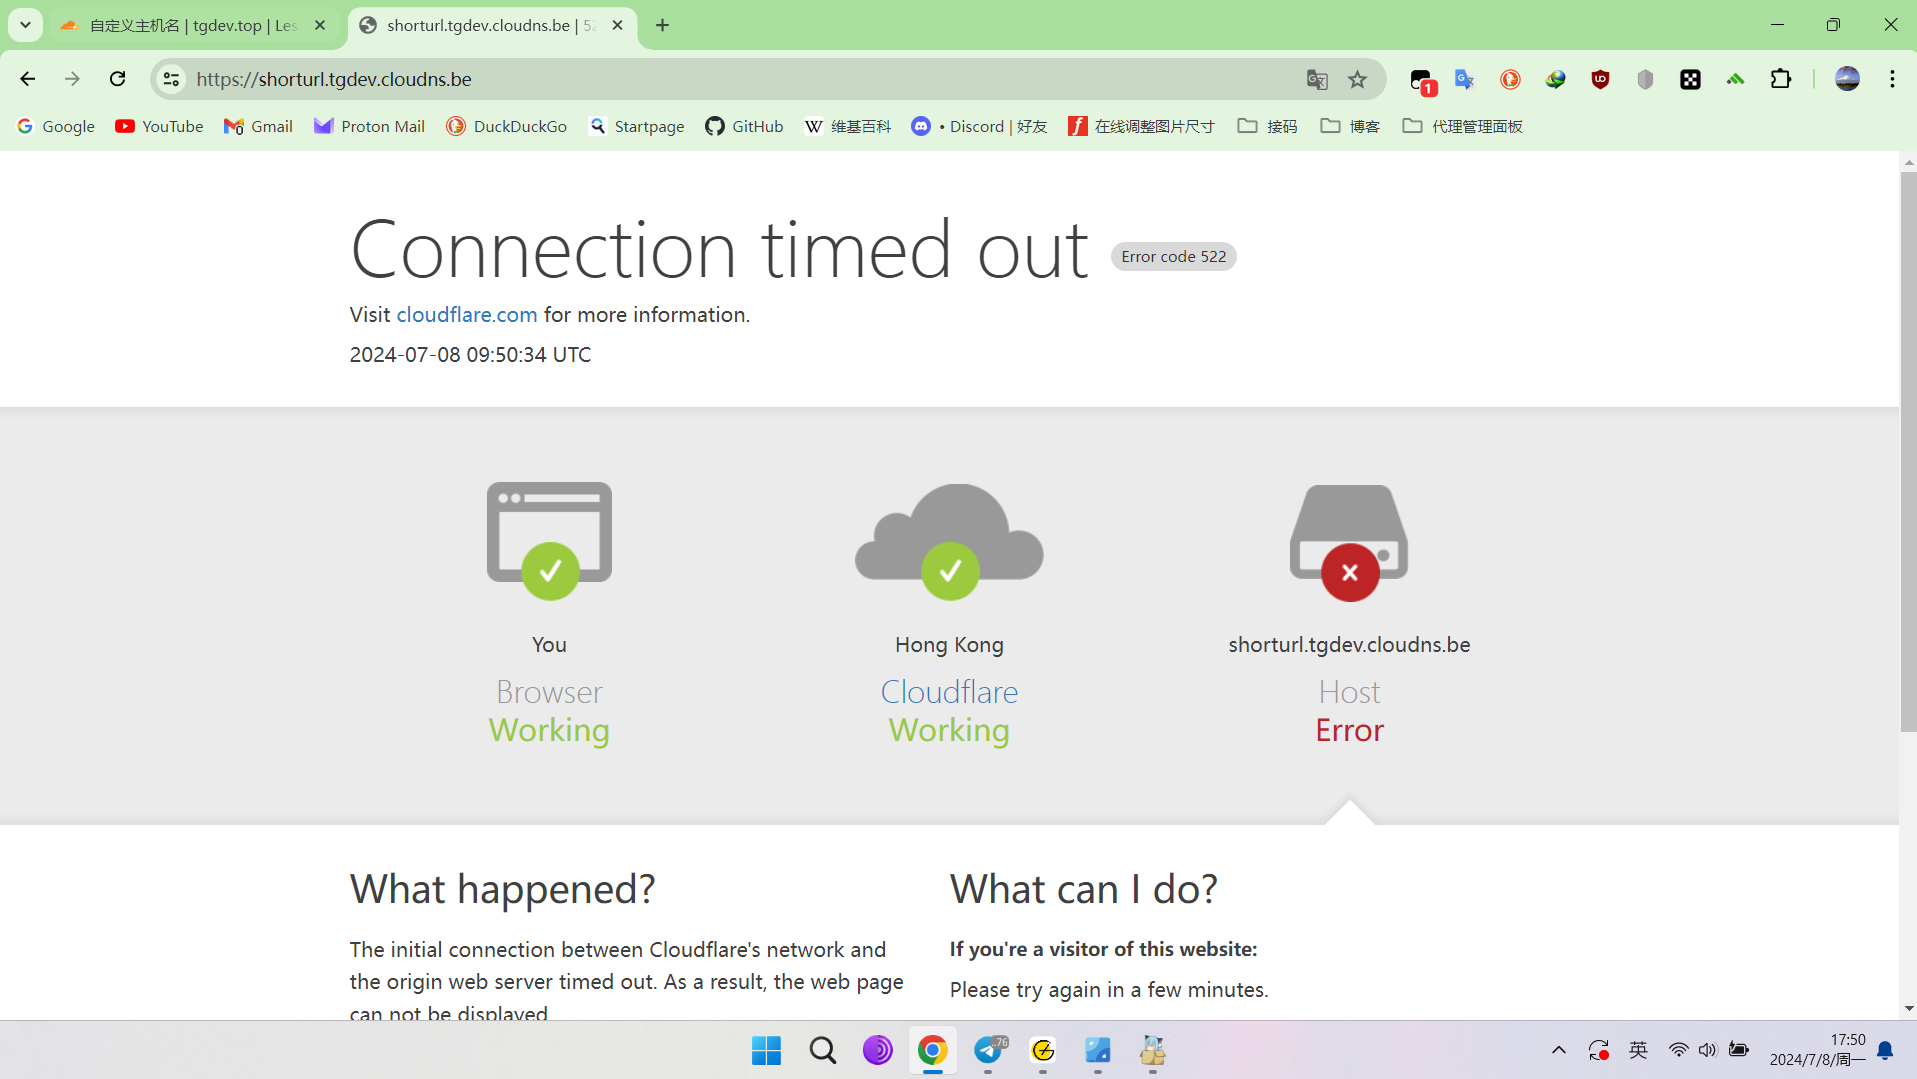 自定义主机名 | tgdev.top | Les
shorturl.tgdev.cloudns.be | 52
https://shorturl.tgdev.cloudns.be
1
Google
YouTube
Gmail
Proton Mail
DuckDuckGo
Startpage
GitHub
维基百科
• Discord | 好友
在线调整图片尺寸
接码
博客
代理管理面板
Connection timed out
Error code 522
Visit cloudflare.com for more information.
2024-07-08 09:50:34 UTC
You
Browser
Working
Hong Kong
Cloudflare
Working
shorturl.tgdev.cloudns.be
Host
Error
What happened?
The initial connection between Cloudflare's network and
the origin web server timed out. As a result, the web page
can not be displayed
What can I do?
If you're a visitor of this website:
Please try again in a few minutes.
英
17:50
2024/7/8/周一